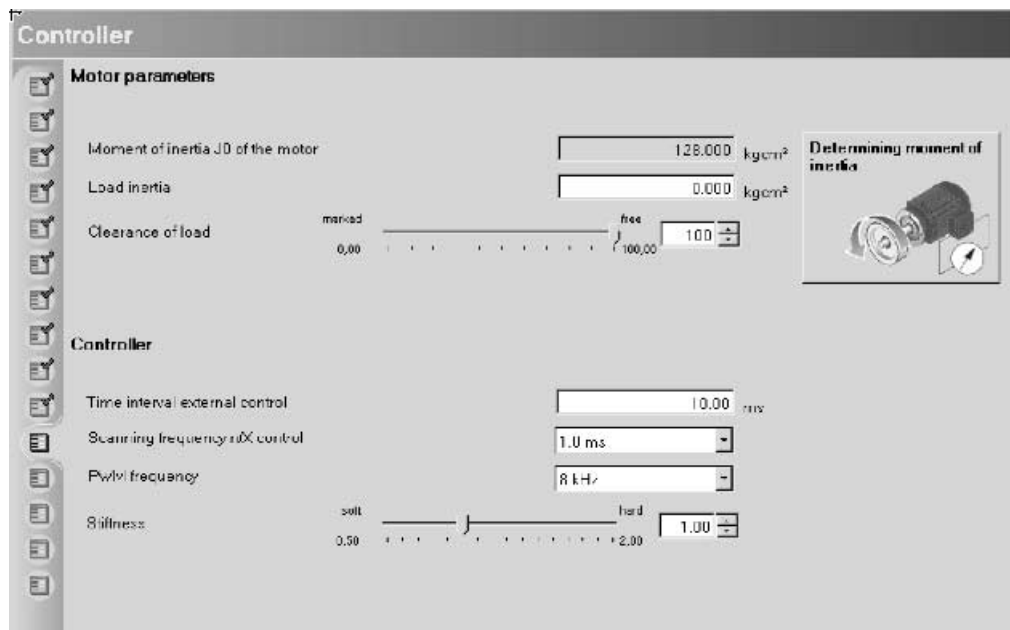 Controller
Motor parameters
Moment of inertia J0 of the motor 128.000 kgcm²
Determining moment of
inertia
Load inertia 0.000 kgcm²
marked free
Clearance of load 100
0,00 100,00
Controller
Time interval external control 10.00
Scanning frequency n/X control 1.0 ms
PWM frequency 8 kHz
soft hard
Stiffness 1.00
0.50 2.00